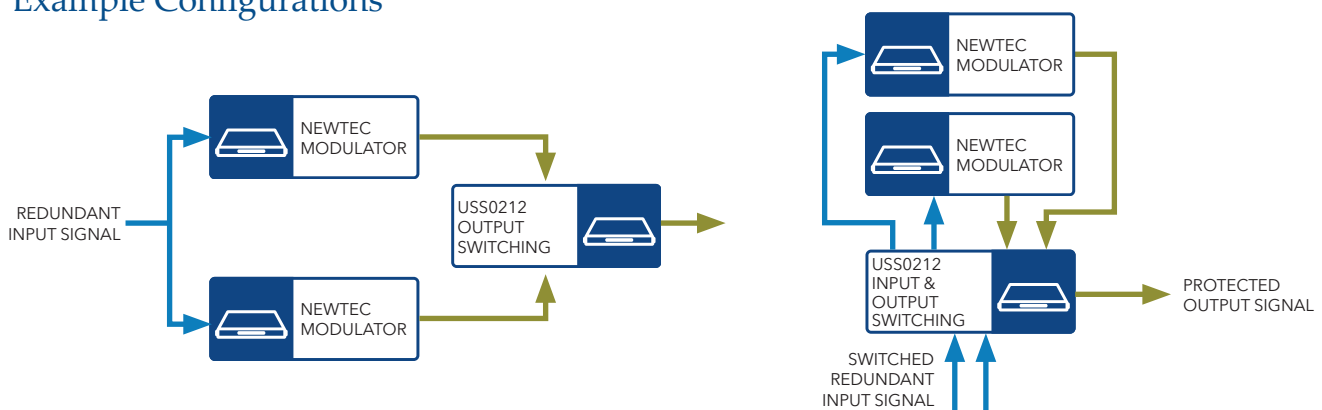 Example Configurations
REDUNDANT
INPUT SIGNAL
NEWTEC
MODULATOR
NEWTEC
MODULATOR
USS0212
OUTPUT
SWITCHING
NEWTEC
MODULATOR
NEWTEC
MODULATOR
USS0212
INPUT &
OUTPUT
SWITCHING
PROTECTED
OUTPUT SIGNAL
SWITCHED
REDUNDANT
INPUT SIGNAL